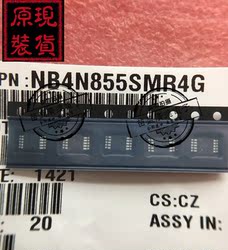 原現
裝貨
PN: NB4N855SMR4G
E: 1421
: 20
CS:CZ
ASSY IN: